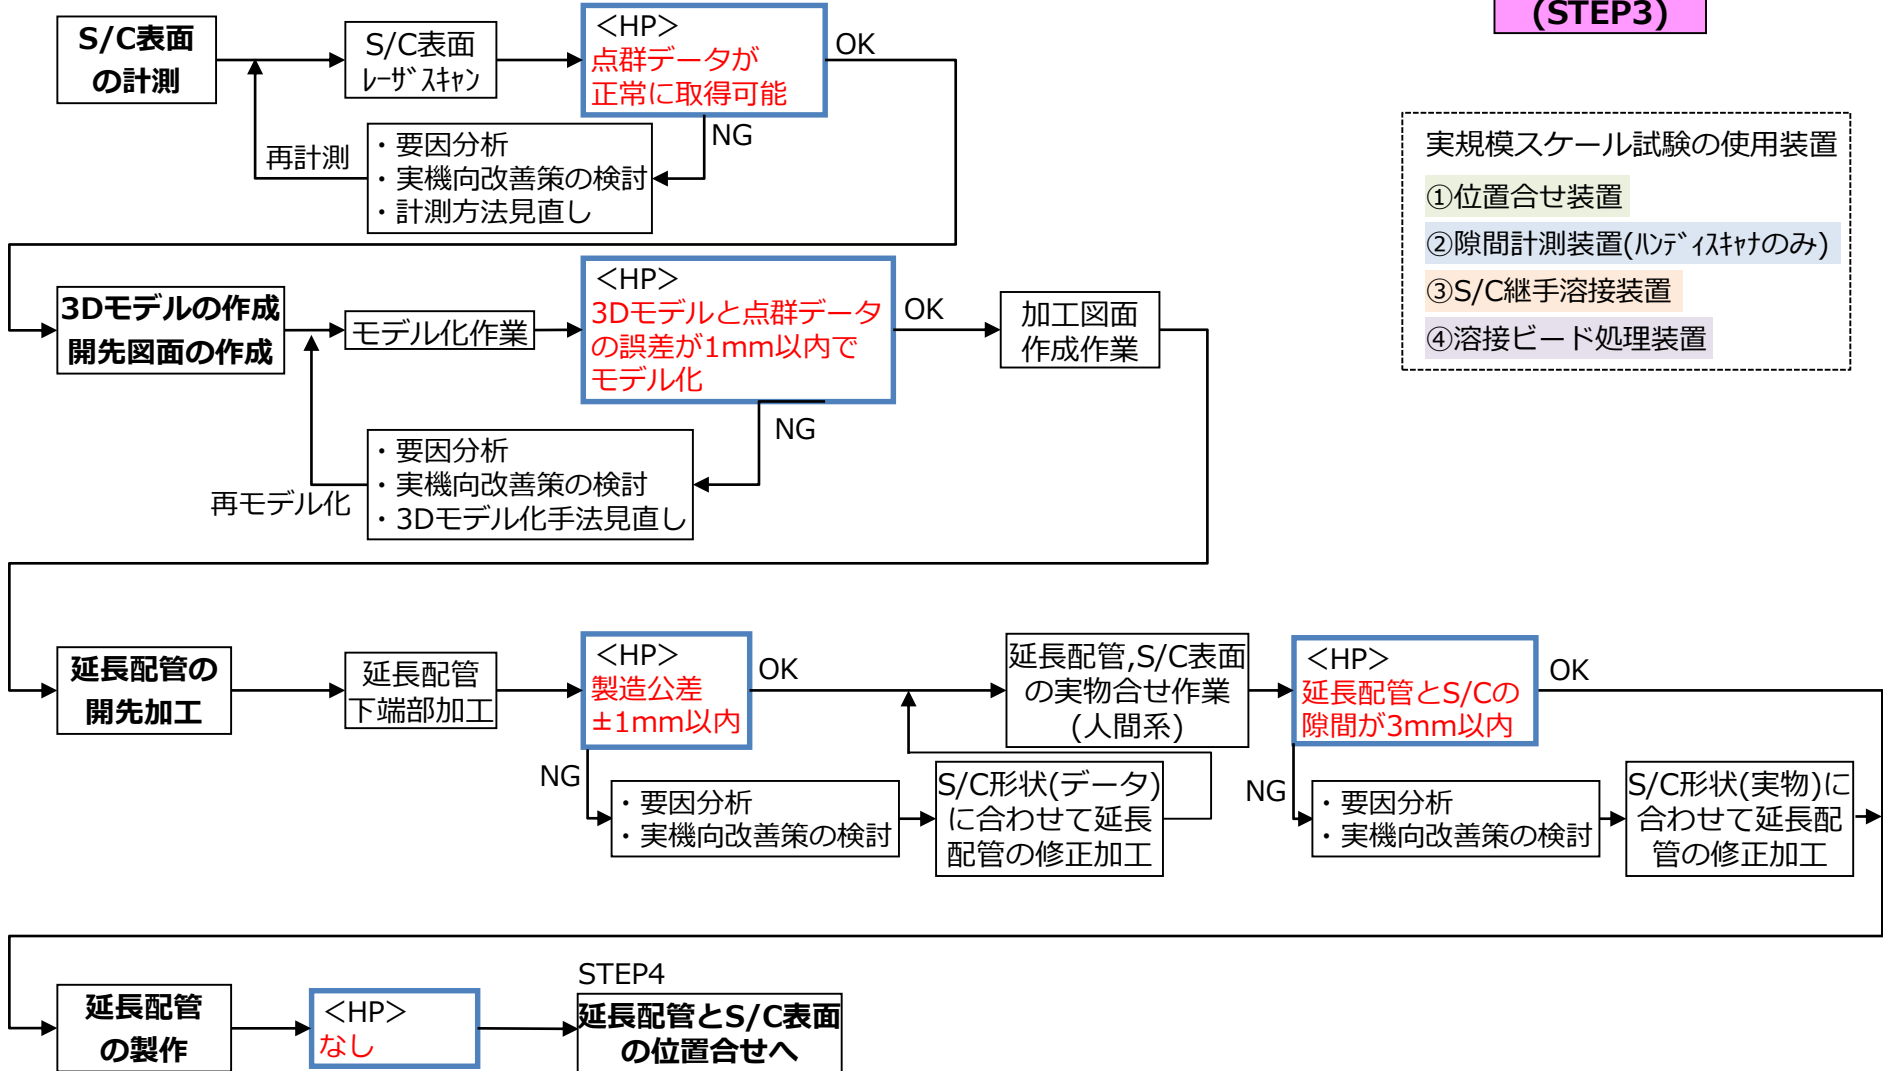 (STEP3)
S/C表面
の計測
S/C表面
ﾚｰｻﾞｽｷｬﾝ
<HP>
点群データが
正常に取得可能
OK
NG
再計測
・要因分析
・実機向改善策の検討
・計測方法見直し
実規模スケール試験の使用装置
①位置合せ装置
②隙間計測装置(ﾊﾝﾃﾞｨｽｷｬﾅのみ)
③S/C継手溶接装置
④溶接ビード処理装置
3Dモデルの作成
開先図面の作成
モデル化作業
<HP>
3Dモデルと点群データ
の誤差が1mm以内で
モデル化
OK
加工図面
作成作業
NG
・要因分析
・実機向改善策の検討
・3Dモデル化手法見直し
再モデル化
延長配管の
開先加工
延長配管
下端部加工
<HP>
製造公差
±1mm以内
OK
延長配管,S/C表面
の実物合せ作業
(人間系)
<HP>
延長配管とS/Cの
隙間が3mm以内
OK
NG
・要因分析
・実機向改善策の検討
S/C形状(データ)
に合わせて延長
配管の修正加工
NG
・要因分析
・実機向改善策の検討
S/C形状(実物)に
合わせて延長配
管の修正加工
延長配管
の製作
<HP>
なし
STEP4
延長配管とS/C表面
の位置合せへ